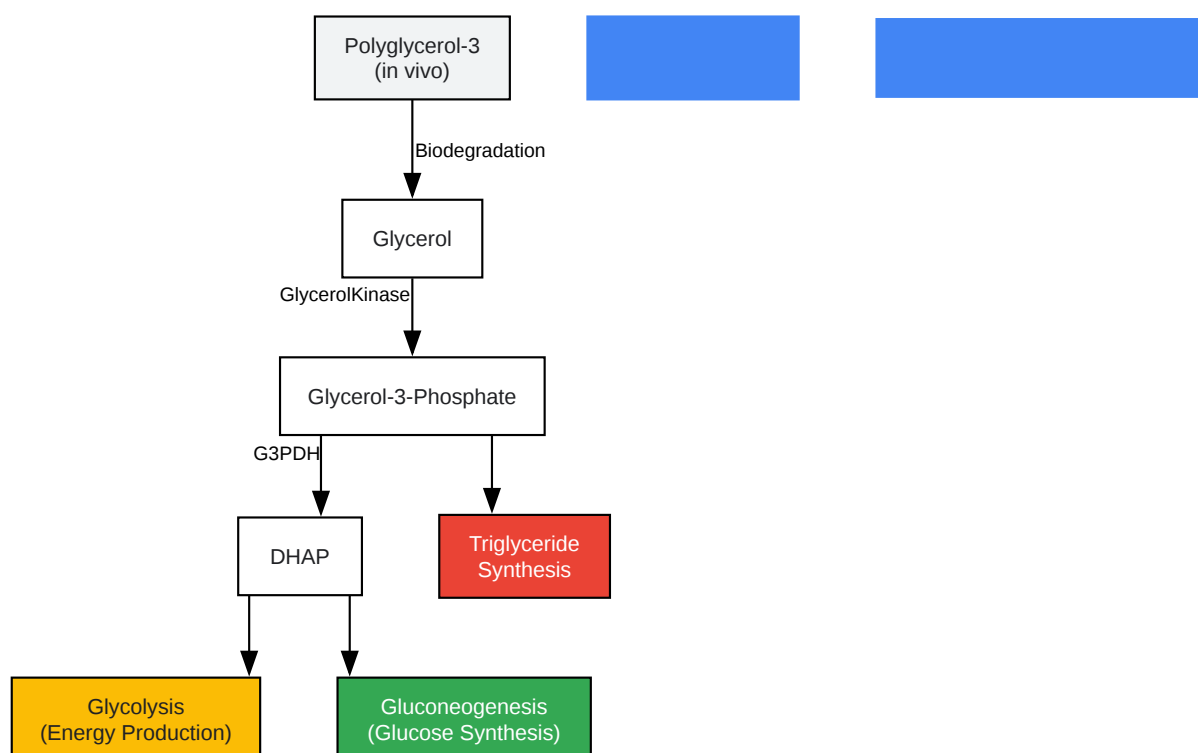 Polyglycerol-3
(in vivo)
Biodegradation
Glycerol
GlycerolKinase
Glycerol-3-Phosphate
G3PDH
DHAP
Triglyceride
Synthesis
Glycolysis
(Energy Production)
Gluconeogenesis
(Glucose Synthesis)